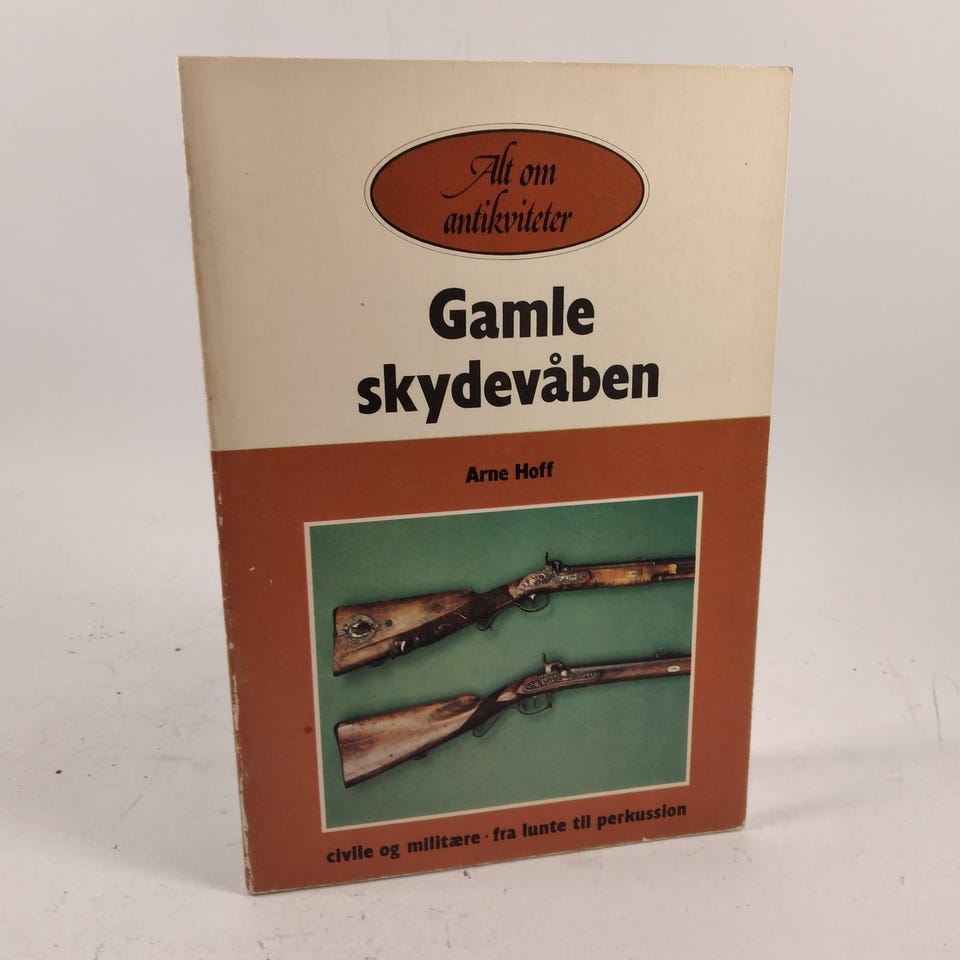 Alt om
antikviteter
Gamle
skydevåben
Arne Hoff
civile og militære · fra lunte til perkussion